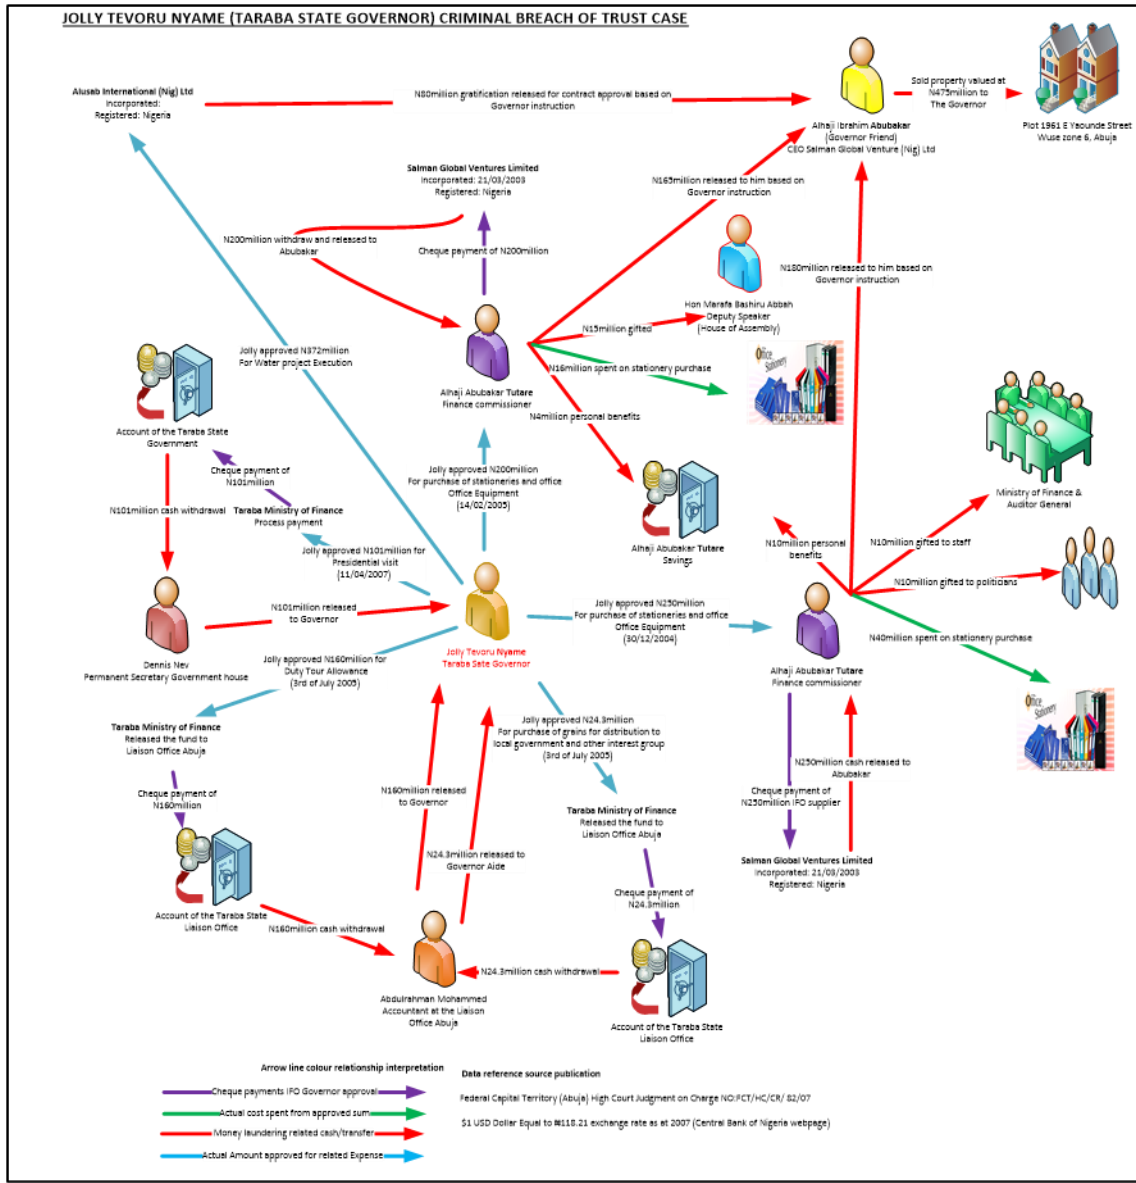 JOLLY TEVORU NYAME (TARABA STATE GOVERNOR) CRIMINAL BREACH OF TRUST CASE
Alusab International (Nig) Ltd
Incorporated:
Registered: Nigeria
N80million gratification released for contract approval based on
Governor instruction
Alhaji Ibrahim Abubakar
(Governor Friend)
CEO Salman Global Venture (Nig) Ltd
Sold property valued at
N475million to
The Governor
Plot 1961 E Yaounde Street
Wuse zone 6, Abuja
Salman Global Ventures Limited
Incorporated: 21/03/2003
Registered: Nigeria
N165million released to him based on
Governor instruction
N200million withdraw and released to
Abubakar
Cheque payment of N200million
N180million released to him based on
Governor instruction
Hon Marafa Bashiru Abbah
Deputy Speaker
(House of Assembly)
N15million gifted
Jolly approved N372million
For Water project Execution
N16million spent on stationery purchase
Office
Stationery
Alhaji Abubakar Tutare
Finance commissioner
N4million personal benefits
Account of the Taraba State
Government
Cheque payment of
N101million
Jolly approved N200million
For purchase of stationeries and office
Office Equipment
(14/02/2005)
N101million cash withdrawal
Taraba Ministry of Finance
Process payment
Alhaji Abubakar Tutare
Savings
Ministry of Finance &
Auditor General
N10million personal
benefits
N10million gifted to staff
Jolly approved N101million for
Presidential visit
(11/04/2007)
N10million gifted to politicians
N101million released
to Governor
Jolly approved N250million
For purchase of stationeries and office
Office Equipment
(30/12/2004)
N40million spent on stationery purchase
Dennis Nev
Permanent Secretary Government house
Jolly Tevoru Nyame
Taraba Sate Governor
Alhaji Abubakar Tutare
Finance commissioner
Jolly approved N160million for
Duty Tour Allowance
(3rd of July 2005)
Office
Stationery
Taraba Ministry of Finance
Released the fund to
Liaison Office Abuja
Jolly approved N24.3million
For purchase of grains for distribution to
local government and other interest group
(3rd of July 2005)
N250million cash released to
Abubakar
Cheque payment of
N160million
N160million released
to Governor
Cheque payment of
N250million IFO supplier
Taraba Ministry of Finance
Released the fund to
Liaison Office Abuja
N24.3million released to
Governor Aide
Salman Global Ventures Limited
Incorporated: 21/03/2003
Registered: Nigeria
Cheque payment of
N24.3million
Account of the Taraba State
Liaison Office
N160million cash withdrawal
N24.3million cash withdrawal
Abdulrahman Mohammed
Accountant at the Liaison
Office Abuja
Account of the Taraba State
Liaison Office
Arrow line colour relationship interpretation
Cheque payments IFO Governor approval
Actual cost spent from approved sum
Money laundering related cash/transfer
Actual Amount approved for related Expense
Data reference source publication
Federal Capital Territory (Abuja) High Court Judgment on Charge NO:FCT/HC/CR/ 82/07
$1 USD Dollar Equal to ₦118.21 exchange rate as at 2007 (Central Bank of Nigeria webpage)